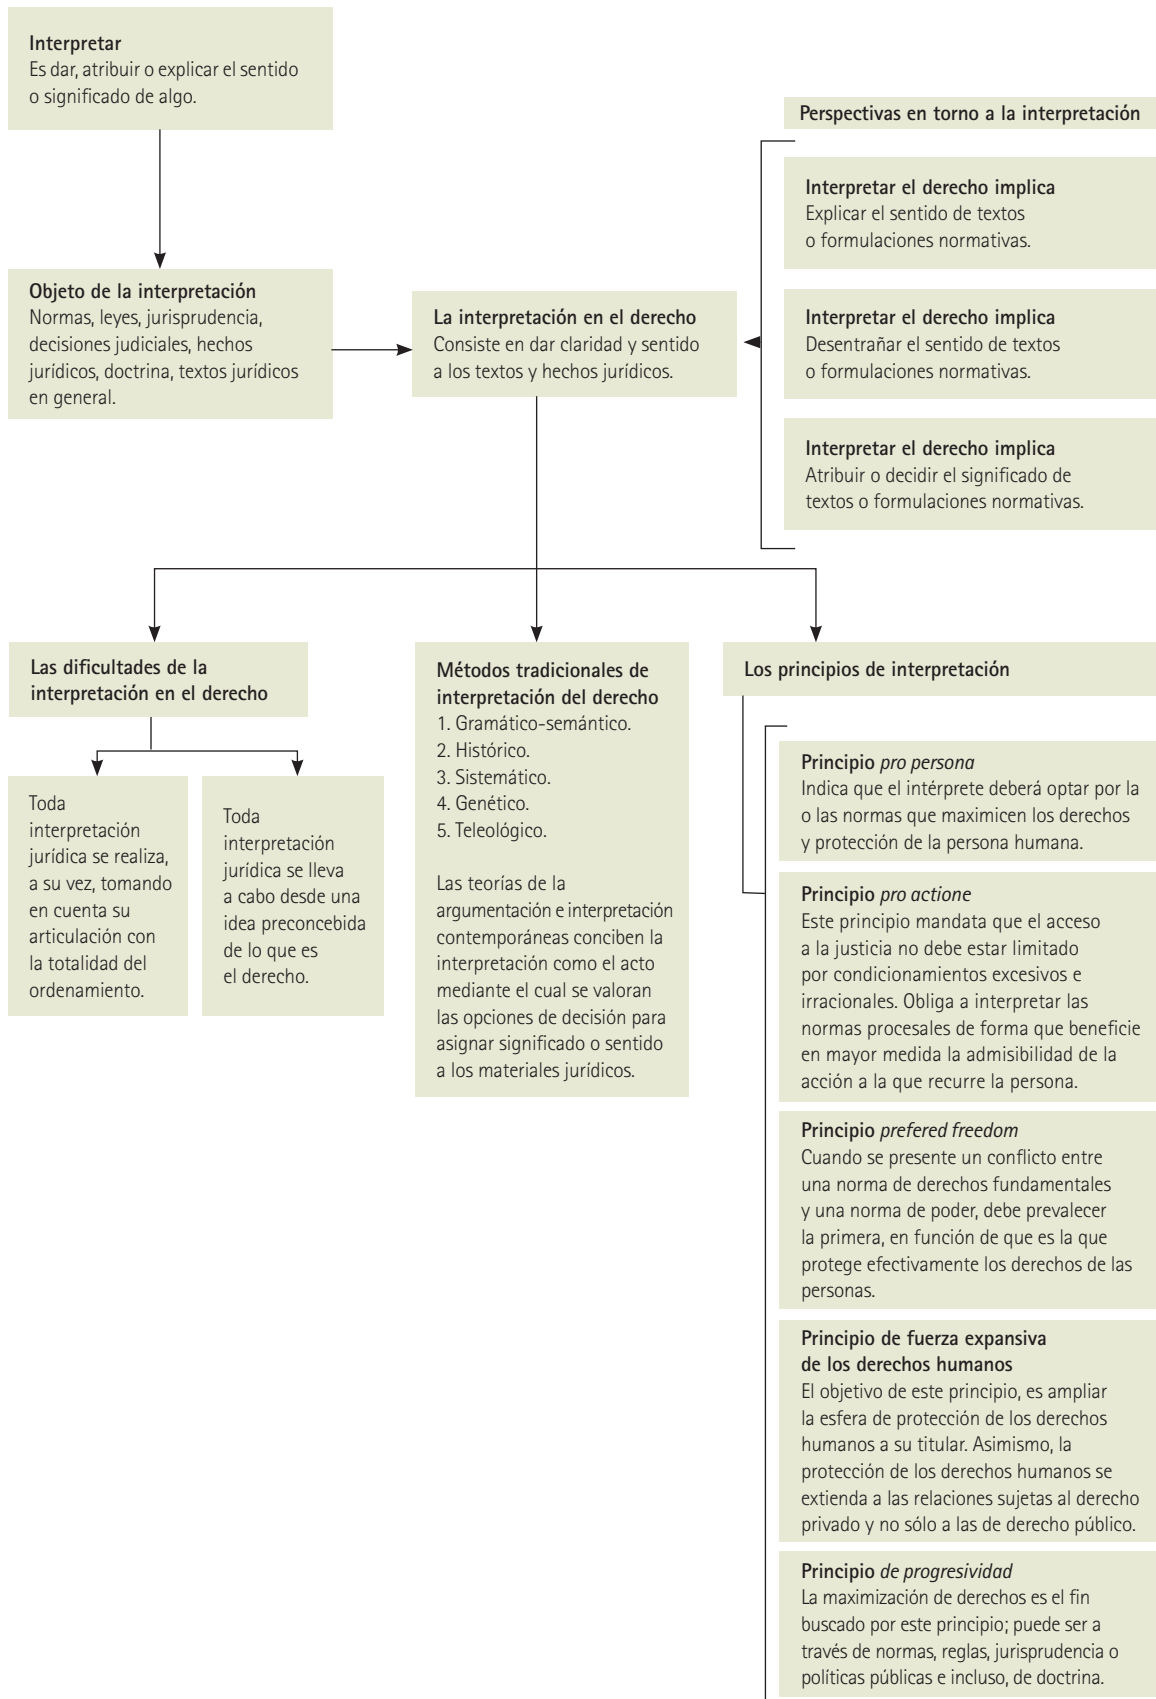 Interpretar
Es dar, atribuir o explicar el sentido
o significado de algo.
Objeto de la interpretación
Normas, leyes, jurisprudencia,
decisiones judiciales, hechos
jurídicos, doctrina, textos jurídicos
en general.
La interpretación en el derecho
Consiste en dar claridad y sentido
a los textos y hechos jurídicos.
Perspectivas en torno a la interpretación
Interpretar el derecho implica
Explicar el sentido de textos
o formulaciones normativas.
Interpretar el derecho implica
Desentrañar el sentido de textos
o formulaciones normativas.
Interpretar el derecho implica
Atribuir o decidir el significado de
textos o formulaciones normativas.
Las dificultades de la
interpretación en el derecho
Toda
interpretación
jurídica se realiza,
a su vez, tomando
en cuenta su
articulación con
la totalidad del
ordenamiento.
Toda
interpretación
jurídica se lleva
a cabo desde una
idea preconcebida
de lo que es
el derecho.
Métodos tradicionales de
interpretación del derecho
1. Gramático-semántico.
2. Histórico.
3. Sistemático.
4. Genético.
5. Teleológico.
Las teorías de la
argumentación e interpretación
contemporáneas conciben la
interpretación como el acto
mediante el cual se valoran
las opciones de decisión para
asignar significado o sentido
a los materiales jurídicos.
Los principios de interpretación
Principio pro persona
Indica que el intérprete deberá optar por la
o las normas que maximicen los derechos
y protección de la persona humana.
Principio pro actione
Este principio mandata que el acceso
a la justicia no debe estar limitado
por condicionamientos excesivos e
irracionales. Obliga a interpretar las
normas procesales de forma que beneficie
en mayor medida la admisibilidad de la
acción a la que recurre la persona.
Principio prefered freedom
Cuando se presente un conflicto entre
una norma de derechos fundamentales
y una norma de poder, debe prevalecer
la primera, en función de que es la que
protege efectivamente los derechos de las
personas.
Principio de fuerza expansiva
de los derechos humanos
El objetivo de este principio, es ampliar
la esfera de protección de los derechos
humanos a su titular. Asimismo, la
protección de los derechos humanos se
extienda a las relaciones sujetas al derecho
privado y no sólo a las de derecho público.
Principio de progresividad
La maximización de derechos es el fin
buscado por este principio; puede ser a
través de normas, reglas, jurisprudencia o
políticas públicas e incluso, de doctrina.